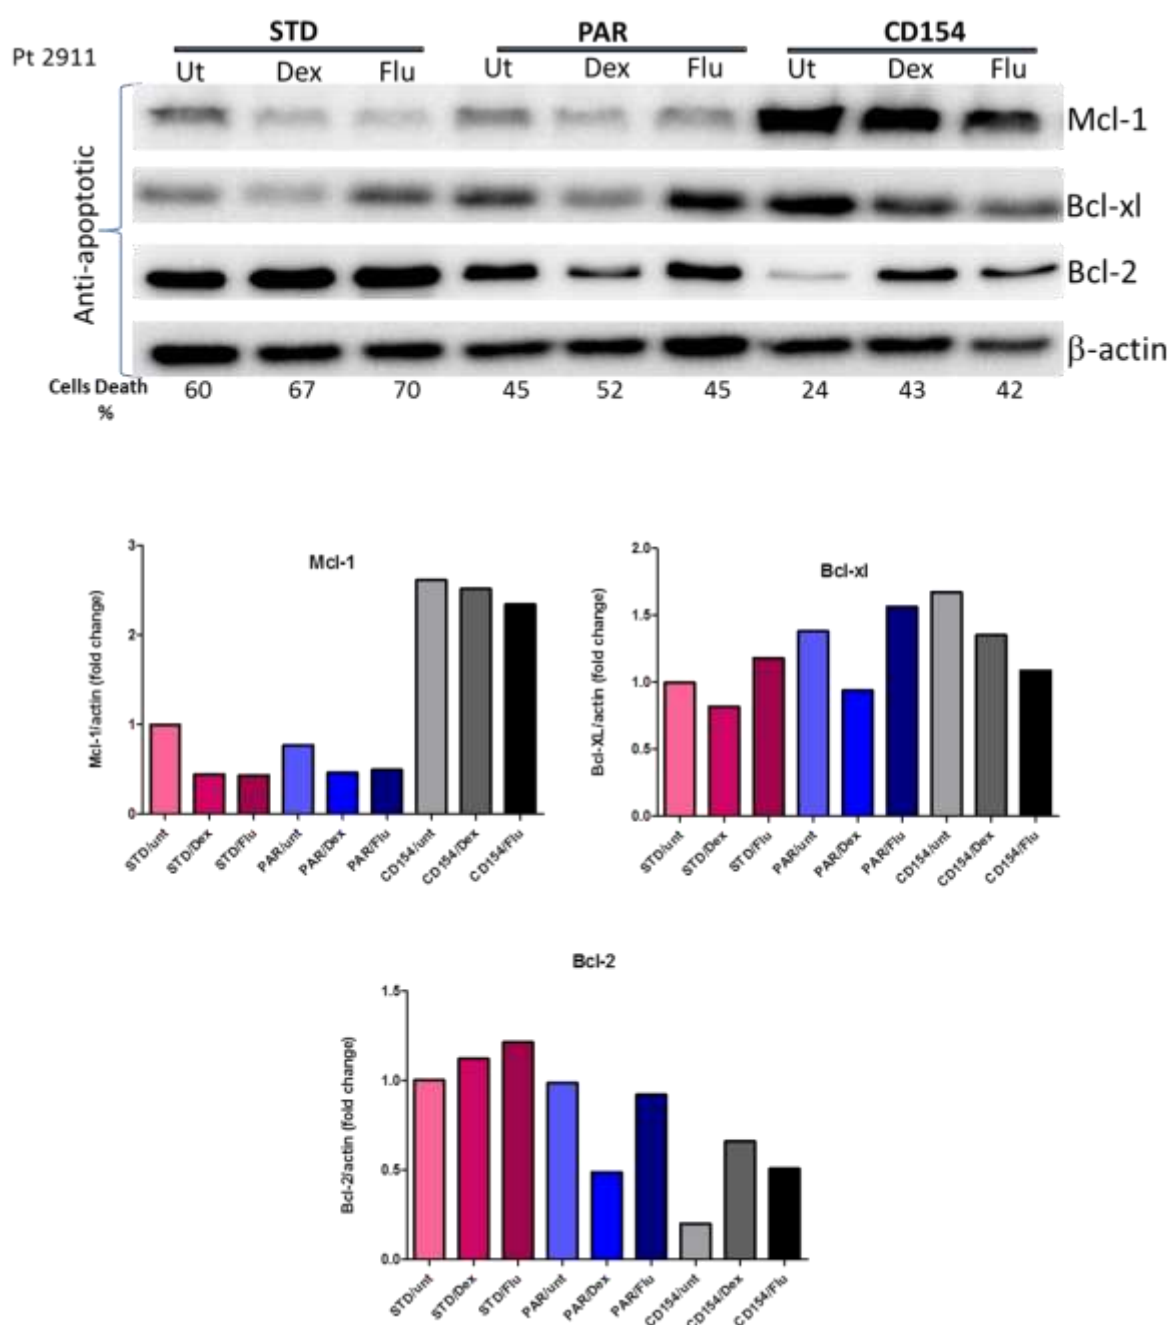 STD PAR CD154
Pt 2911
Ut Dex Flu Ut Dex Flu Ut Dex Flu
Anti-apoptotic
Mcl-1
Bcl-xl
Bcl-2
β-actin
Cells Death 60 67 70 45 52 45 24 43 42
%
Mcl-1
Mcl-1/actin (fold change)
3
2
1
0
STD/unt
STD/Dex
STD/Flu
PAR/unt
PAR/Dex
PAR/Flu
CD154/unt
CD154/Dex
CD154/Flu
Bcl-xl
Bcl-XL/actin (fold change)
2.0
1.5
1.0
0.5
0.0
STD/unt
STD/Dex
STD/Flu
PAR/unt
PAR/Dex
PAR/Flu
CD154/unt
CD154/Dex
CD154/Flu
Bcl-2
Bcl-2/actin (fold change)
1.5
1.0
0.5
0.0
STD/unt
STD/Dex
STD/Flu
PAR/unt
PAR/Dex
PAR/Flu
CD154/unt
CD154/Dex
CD154/Flu